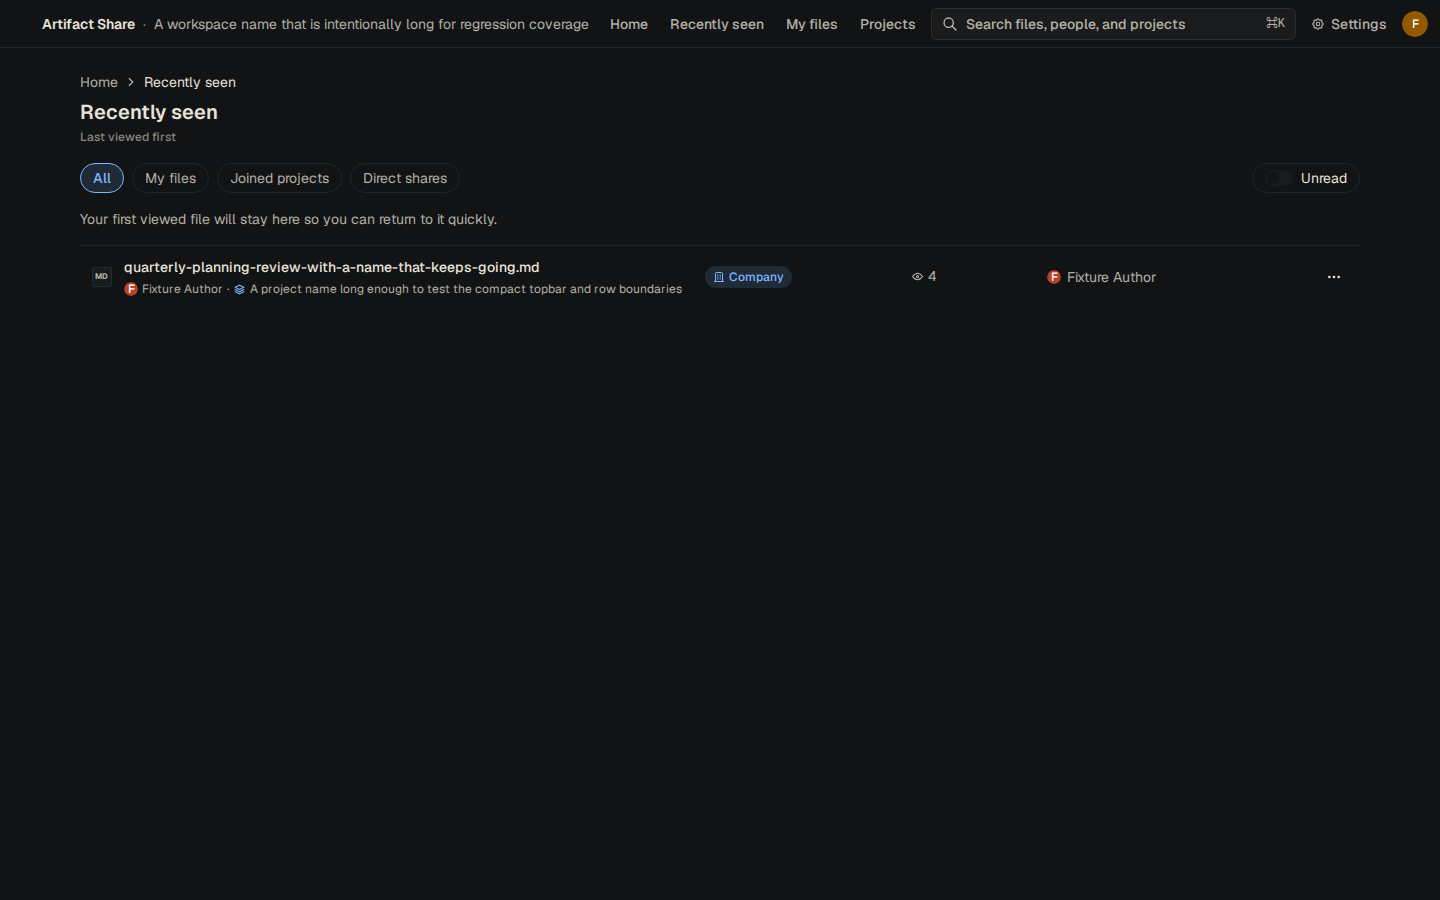 Artifact Share · A workspace name that is intentionally long for regression coverage Home Recently seen My files Projects Search files, people, and projects ⌘K Settings F
Home > Recently seen
Recently seen
Last viewed first
All My files Joined projects Direct shares Unread
Your first viewed file will stay here so you can return to it quickly.
MD quarterly-planning-review-with-a-name-that-keeps-going.md
F Fixture Author · A project name long enough to test the compact topbar and row boundaries
Company 4 F Fixture Author ···